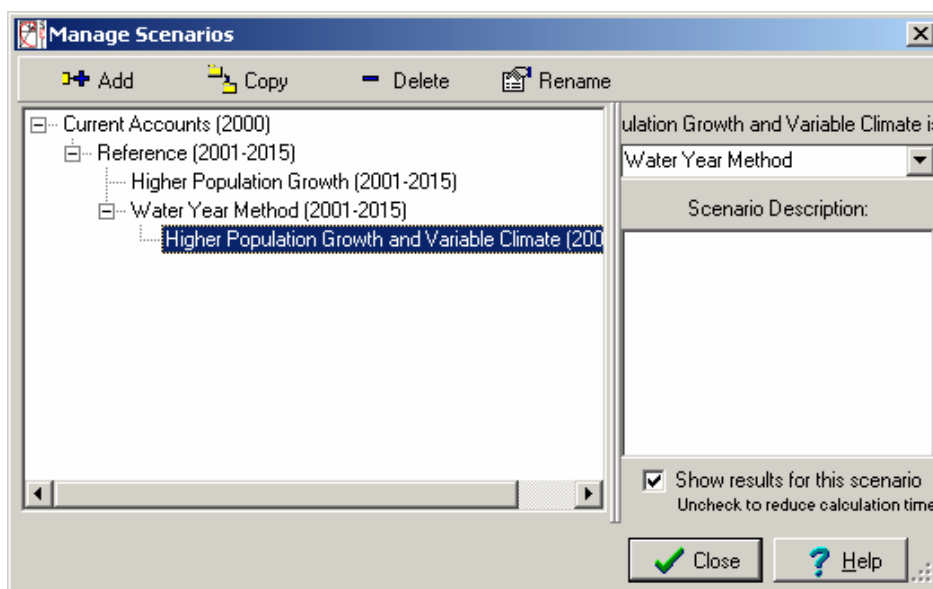 Manage Scenarios
Add Copy Delete Rename
Current Accounts (2000)
Reference (2001-2015)
Higher Population Growth (2001-2015)
Water Year Method (2001-2015)
Higher Population Growth and Variable Climate (200
ulation Growth and Variable Climate i
Water Year Method
Scenario Description:
Show results for this scenario
Uncheck to reduce calculation time
Close Help